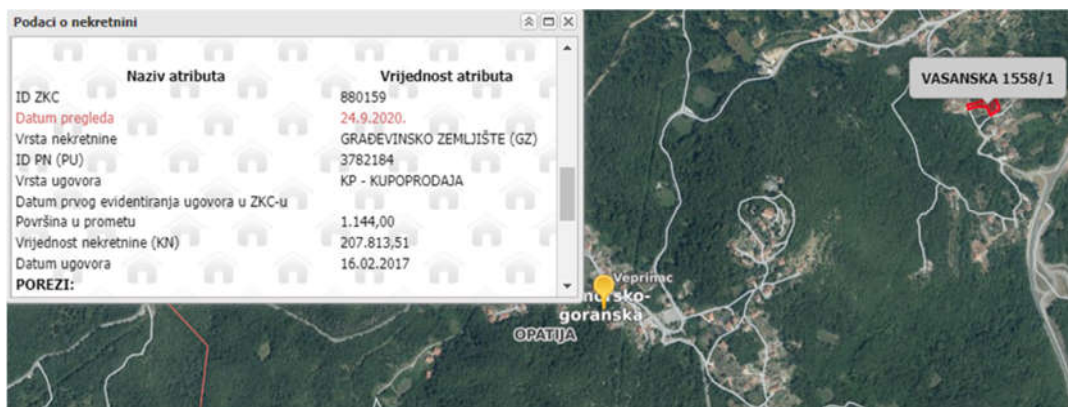 Podaci o nekretnini
Naziv atributa Vrijednost atributa
ID ZKC 880159
Datum pregleda 24.9.2020.
Vrsta nekretnine GRAĐEVINSKO ZEMLJIŠTE (GZ)
ID PN (PU) 3782184
Vrsta ugovora KP - KUPOPRODAJA
Datum prvog evidentiranja ugovora u ZKC-u
Površina u prometu 1.144,00
Vrijednost nekretnine (KN) 207.813,51
Datum ugovora 16.02.2017
POREZI:
VASANSKA 1558/1
Veprinac
goranska
OPATIJA